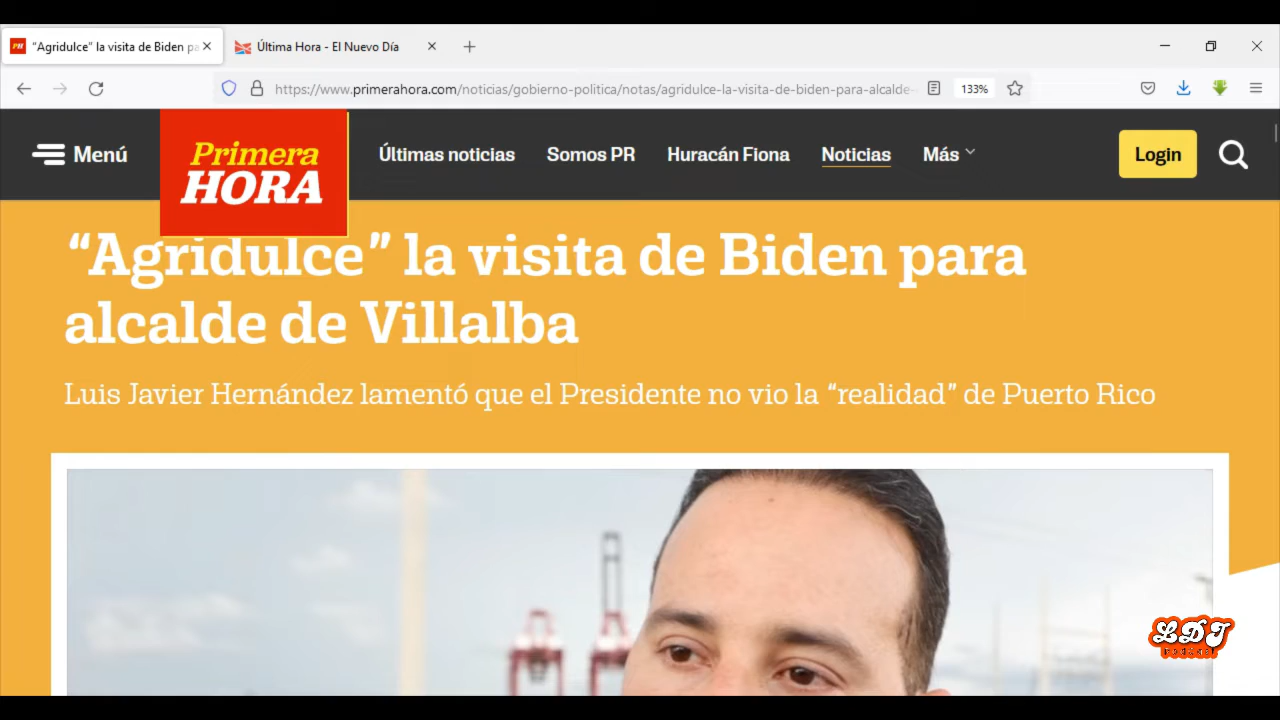 “Agridulce” la visita de Biden pa
Última Hora - El Nuevo Día
https://www.primerahora.com/noticias/gobierno-politica/notas/agridulce-la-visita-de-biden-para-alcalde-
133%
Menú
Primera
HORA
Últimas noticias
Somos PR
Huracán Fiona
Noticias
Más
Login
“Agridulce” la visita de Biden para
alcalde de Villalba
Luis Javier Hernández lamentó que el Presidente no vio la “realidad” de Puerto Rico
LDT
podcast